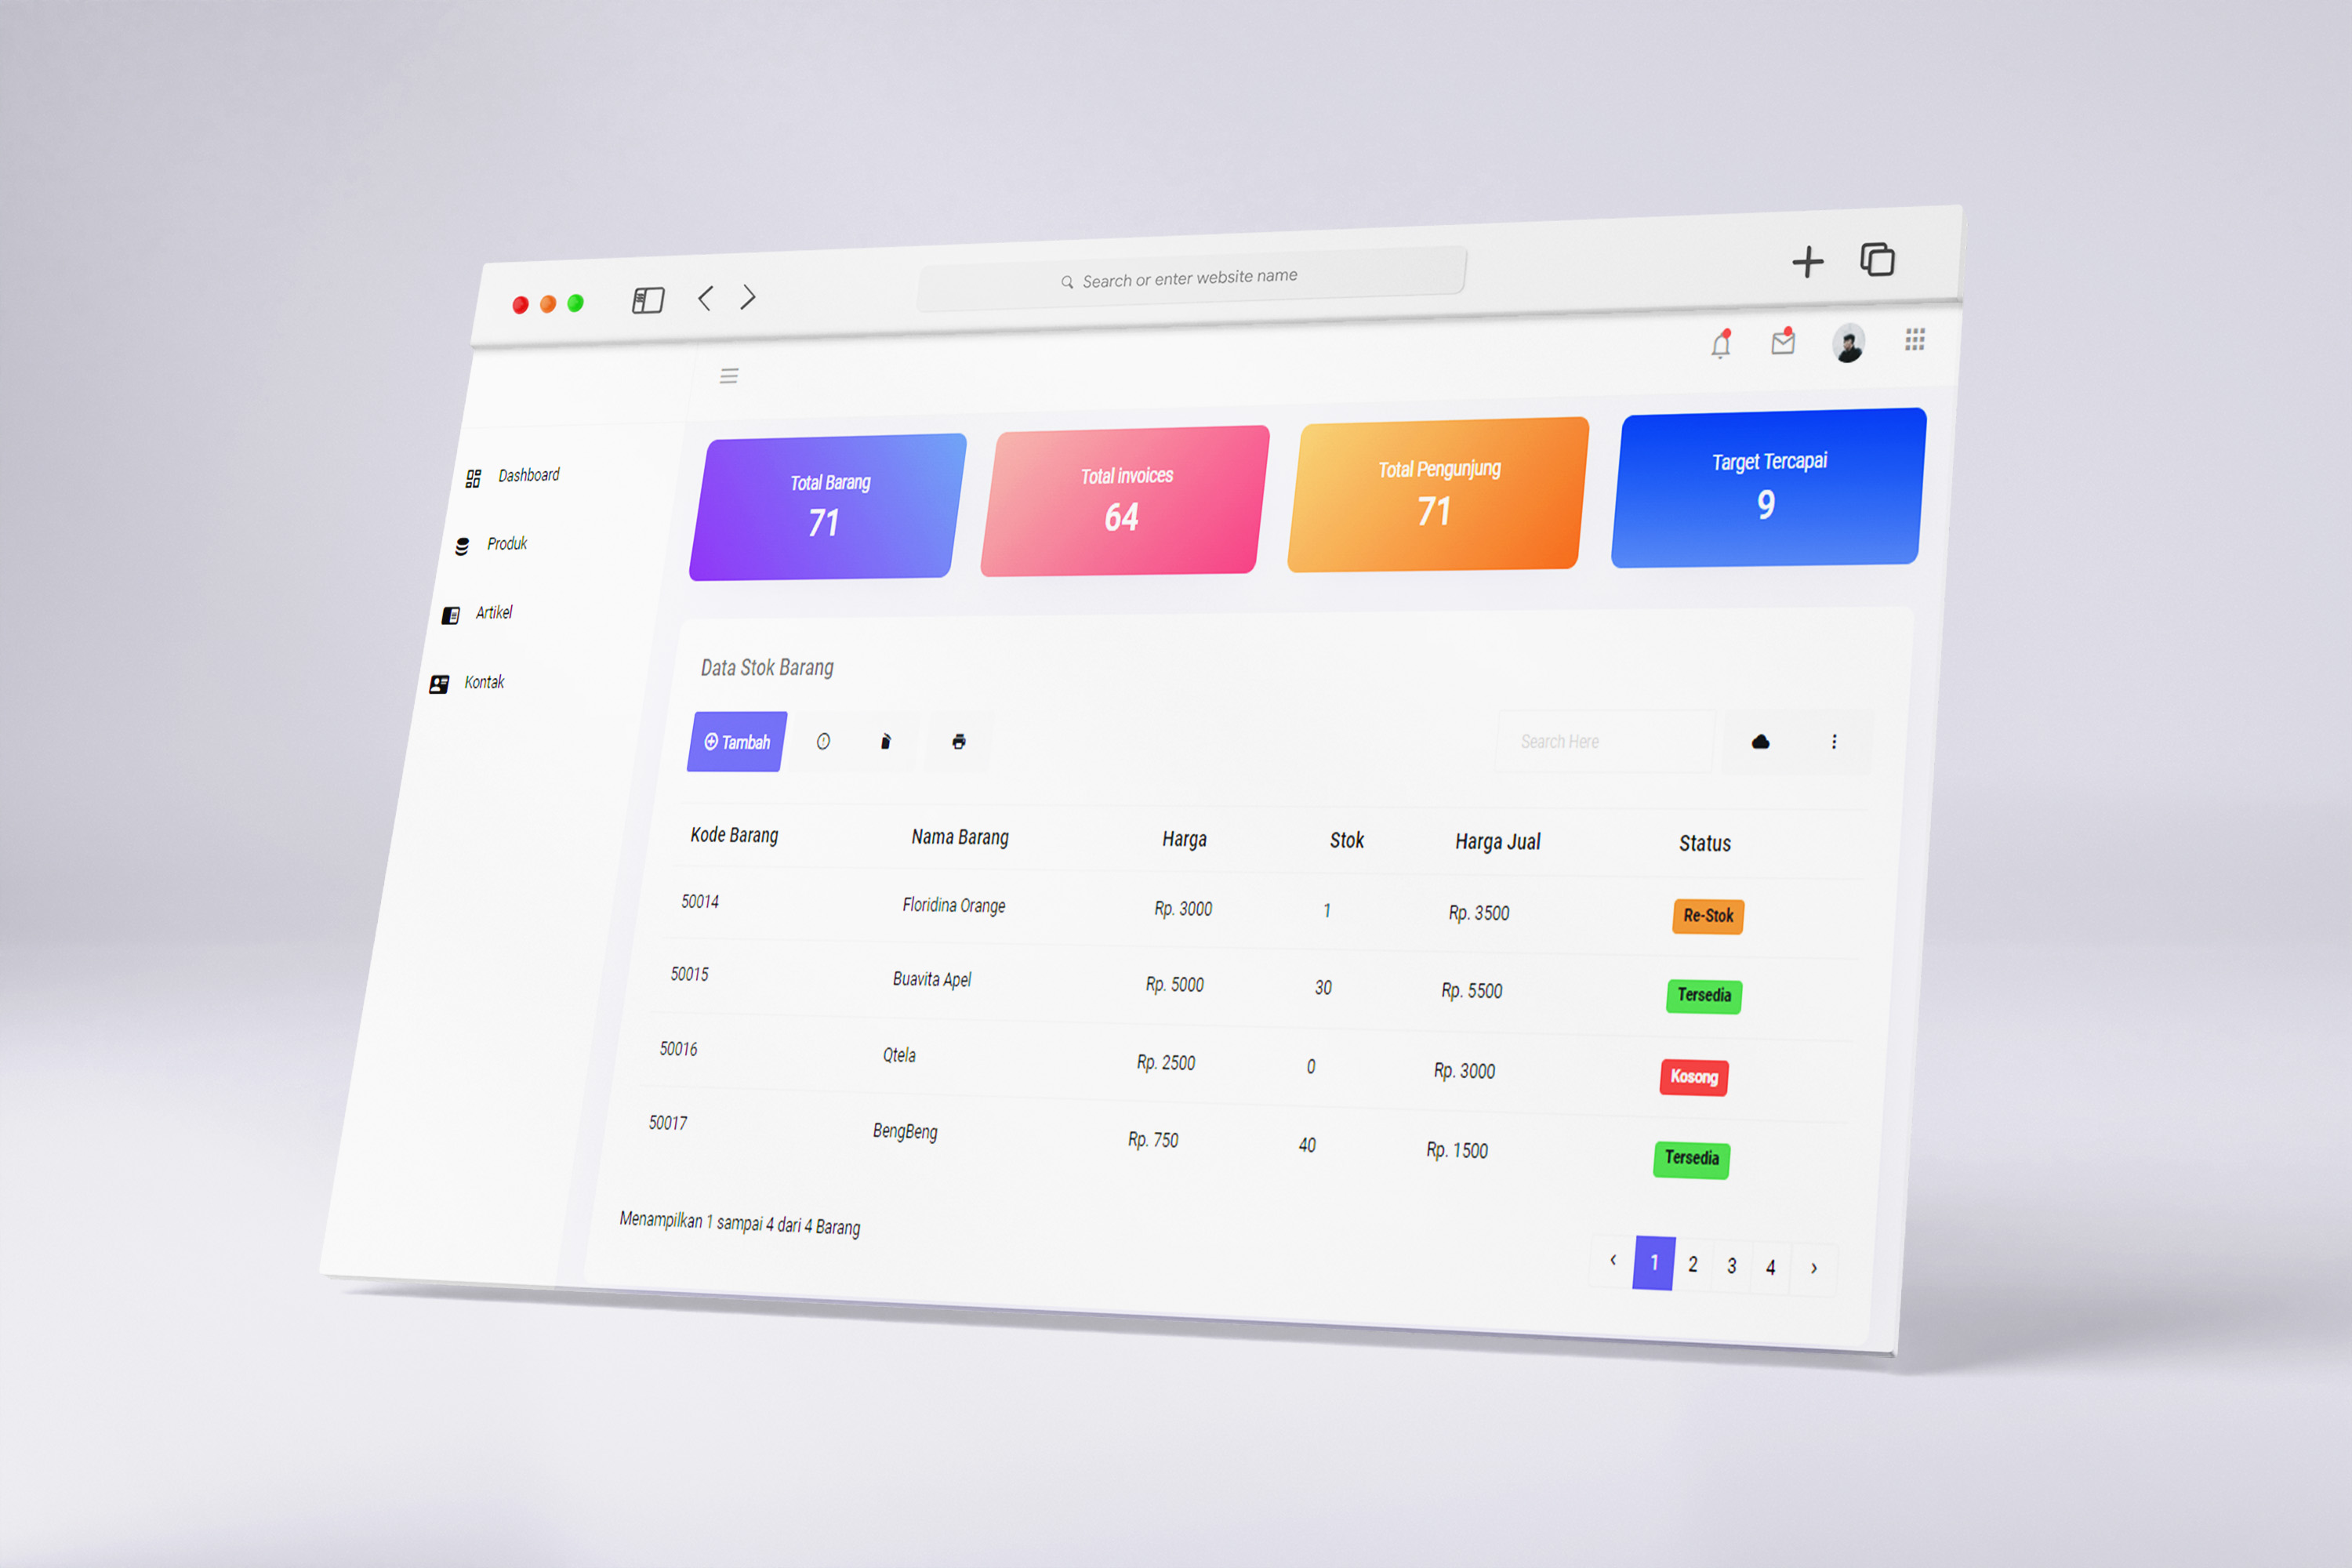 Search or enter website name
Dashboard
Produk
Artikel
Kontak
Total Barang
71
Total invoices
64
Total Pengunjung
71
Target Tercapai
9
Data Stok Barang
Tambah
Search Here
Kode Barang Nama Barang Harga Stok Harga Jual Status
50014 Floridina Orange Rp. 3000 1 Rp. 3500 Re-Stok
50015 Buavita Apel Rp. 5000 30 Rp. 5500 Tersedia
50016 Qtela Rp. 2500 0 Rp. 3000 Kosong
50017 BengBeng Rp. 750 40 Rp. 1500 Tersedia
Menampilkan 1 sampai 4 dari 4 Barang
‹ 1 2 3 4 ›